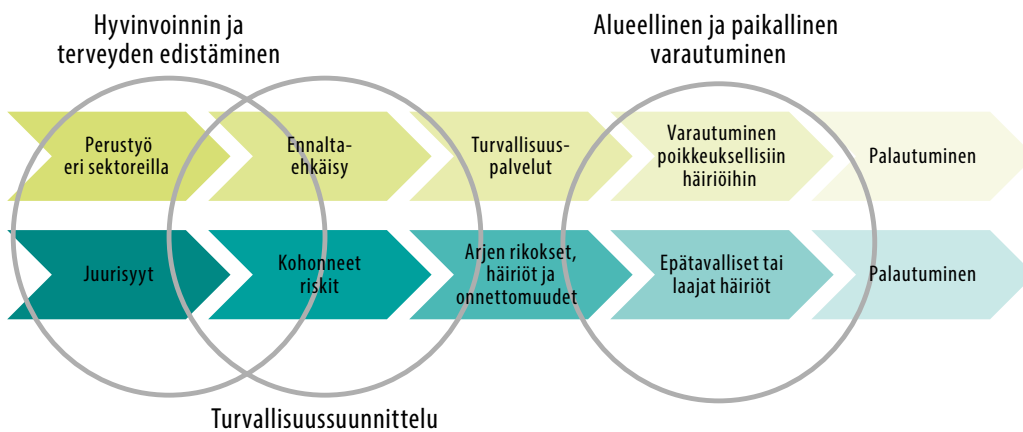 Hyvinvoinnin ja
terveyden edistäminen
Alueellinen ja paikallinen
varautuminen
Perustyö
eri sektoreilla
Ennalta-
ehkäisy
Turvallisuus-
palvelut
Varautuminen
poikkeuksellisiin
häiriöihin
Palautuminen
Juurisyyt
Kohonneet
riskit
Arjen rikokset,
häiriöt ja
onnettomuudet
Epätavalliset tai
laajat häiriöt
Palautuminen
Turvallisuussuunnittelu